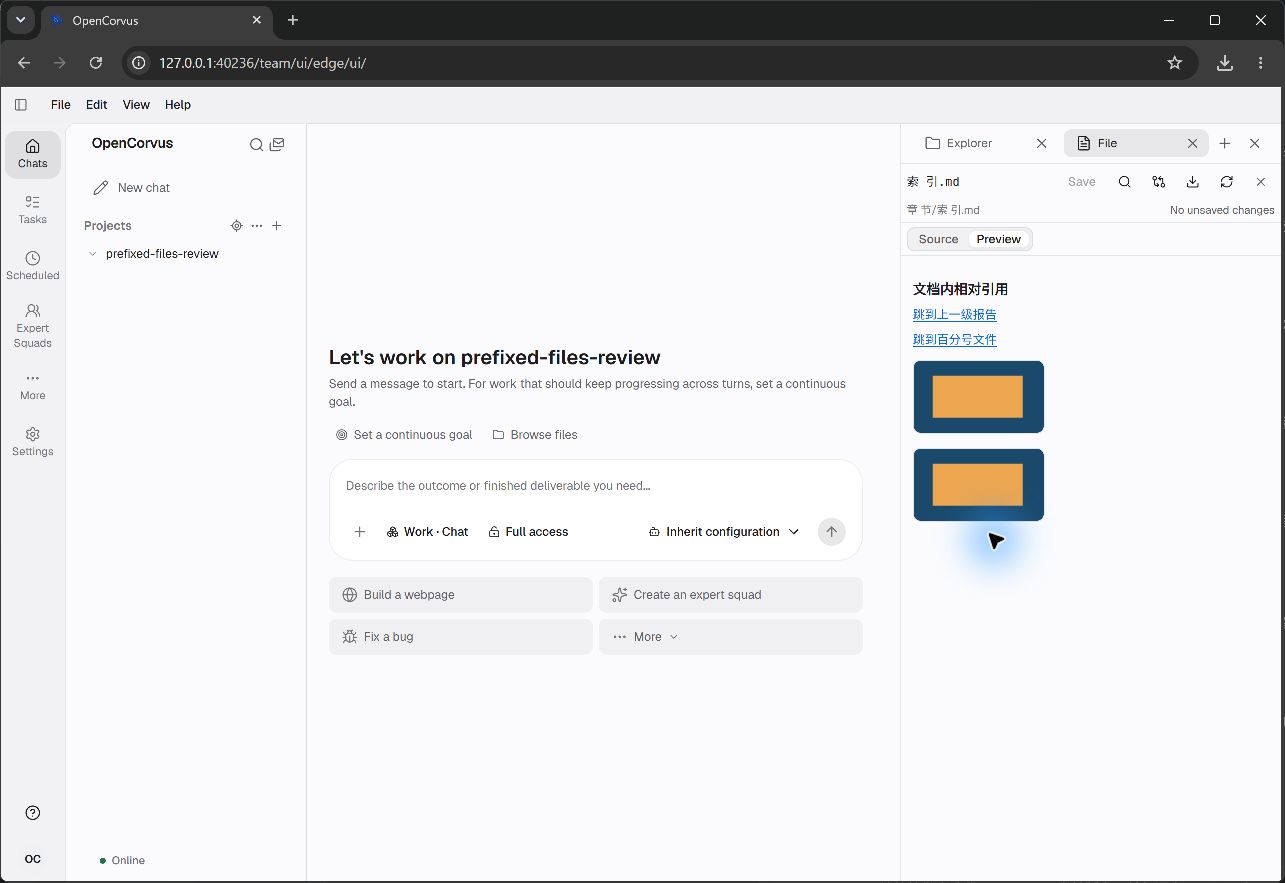 OpenCorvus
127.0.0.1:40236/team/ui/edge/ui/
File Edit View Help
Chats
Tasks
Scheduled
Expert
Squads
More
Settings
OC
OpenCorvus
New chat
Projects
prefixed-files-review
Online
Let's work on prefixed-files-review
Send a message to start. For work that should keep progressing across turns, set a continuous
goal.
Set a continuous goal Browse files
Describe the outcome or finished deliverable you need...
Work · Chat Full access Inherit configuration
Build a webpage Create an expert squad
Fix a bug More
Explorer File
索 引.md Save
章 节/索 引.md No unsaved changes
Source Preview
文档内相对引用
跳到上一级报告
跳到百分号文件